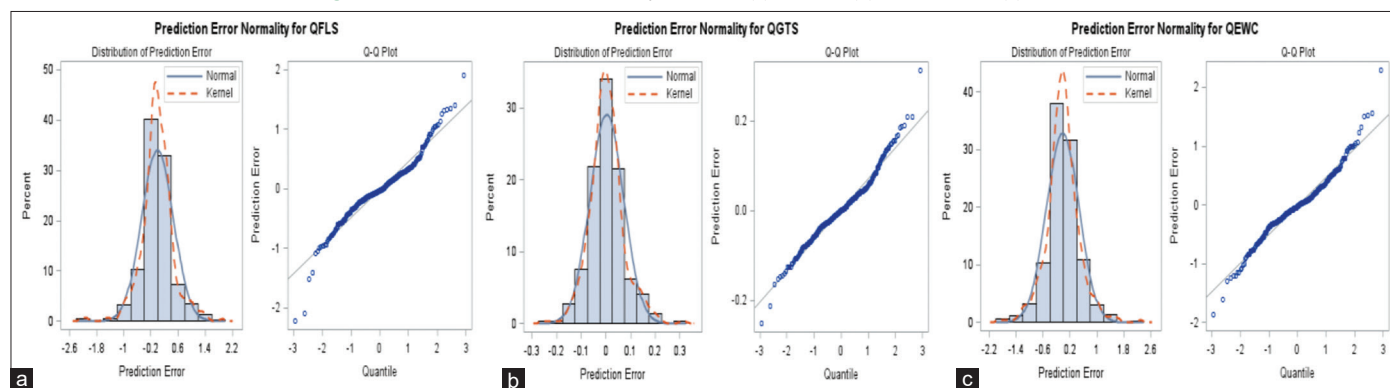 Prediction Error Normality for QFLS
Distribution of Prediction Error
Q-Q Plot
Normal
Kernel
Percent
50
40
30
20
10
0
-2.6 -1.8 -1 -0.2 0.6 1.4 2.2
Prediction Error
Prediction Error
2
1
0
-1
-2
-3 -2 -1 0 1 2 3
Quantile
a
Prediction Error Normality for QGTS
Distribution of Prediction Error
Q-Q Plot
Normal
Kernel
Percent
30
20
10
0
-0.3 -0.2 -0.1 0 0.1 0.2 0.3
Prediction Error
Prediction Error
0.2
0.0
-0.2
-3 -2 -1 0 1 2 3
Quantile
b
Prediction Error Normality for QEWC
Distribution of Prediction Error
Q-Q Plot
Normal
Kernel
Percent
40
30
20
10
0
-2.2 -1.4 -0.6 0.2 1 1.8 2.6
Prediction Error
Prediction Error
2
1
0
-1
-2
-3 -2 -1 0 1 2 3
Quantile
c